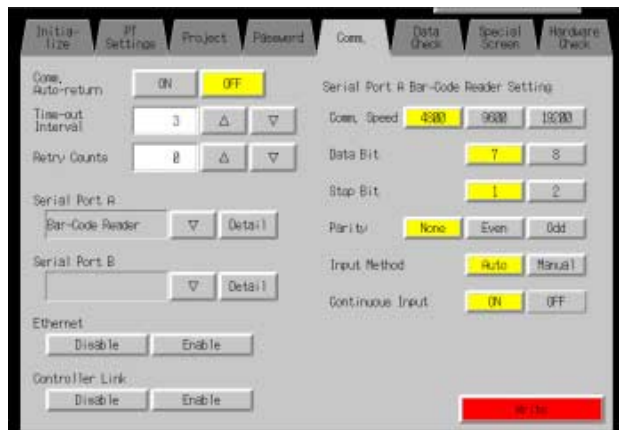 Initia-
lize
PT
Settings
Project
Password
Comm.
Data
Check
Special
Screen
Hardware
Check
Comm.
Auto-return
ON
OFF
Time-out
Interval
3
△
▽
Retry Counts
0
△
▽
Serial Port A
Bar-Code Reader
▽
Detail
Serial Port B
▽
Detail
Ethernet
Disable
Enable
Controller Link
Disable
Enable
Serial Port A Bar-Code Reader Setting
Comm. Speed
4800
9600
19200
Data Bit
7
8
Stop Bit
1
2
Parity
None
Even
Odd
Input Method
Auto
Manual
Continuous Input
ON
OFF
Write